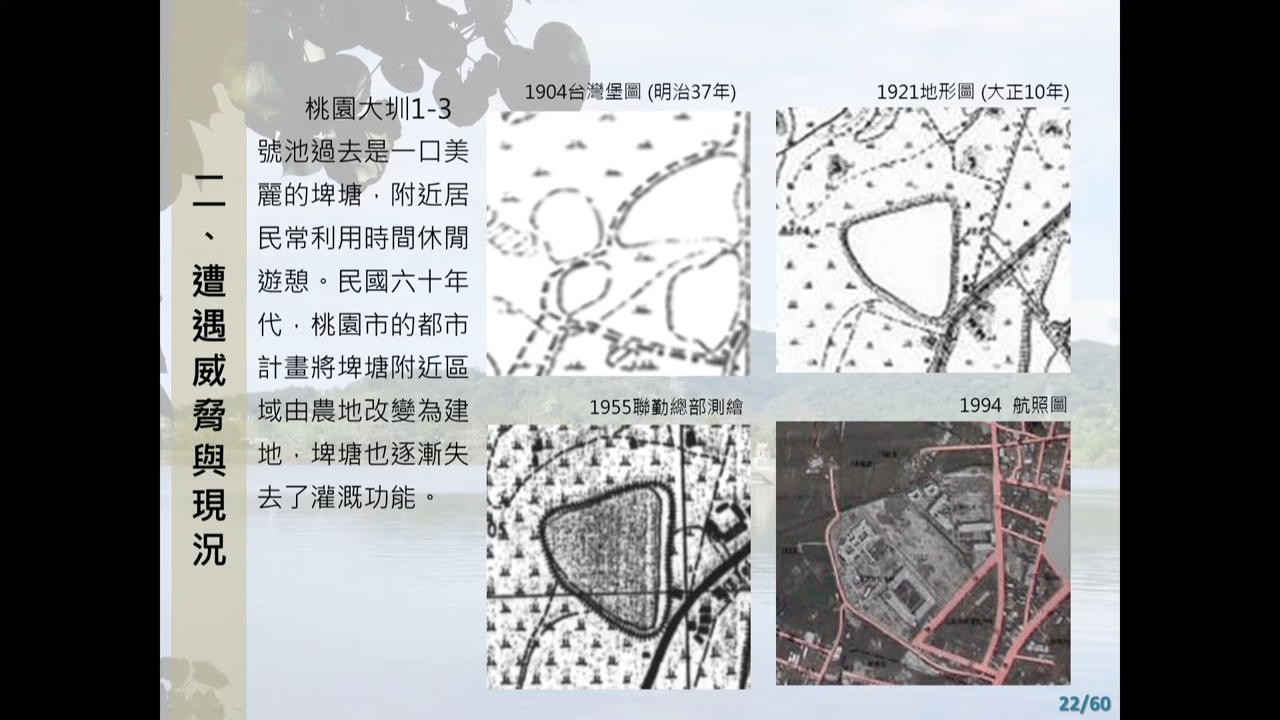 二、遭遇威脅與現況
桃園大圳1-3
號池過去是一口美
麗的埤塘，附近居
民常利用時間休閒
遊憩。民國六十年
代，桃園市的都市
計畫將埤塘附近區
域由農地改變為建
地，埤塘也逐漸失
去了灌溉功能。
1904台灣堡圖 (明治37年)
1921地形圖 (大正10年)
1955聯勤總部測繪
1994 航照圖
22/60